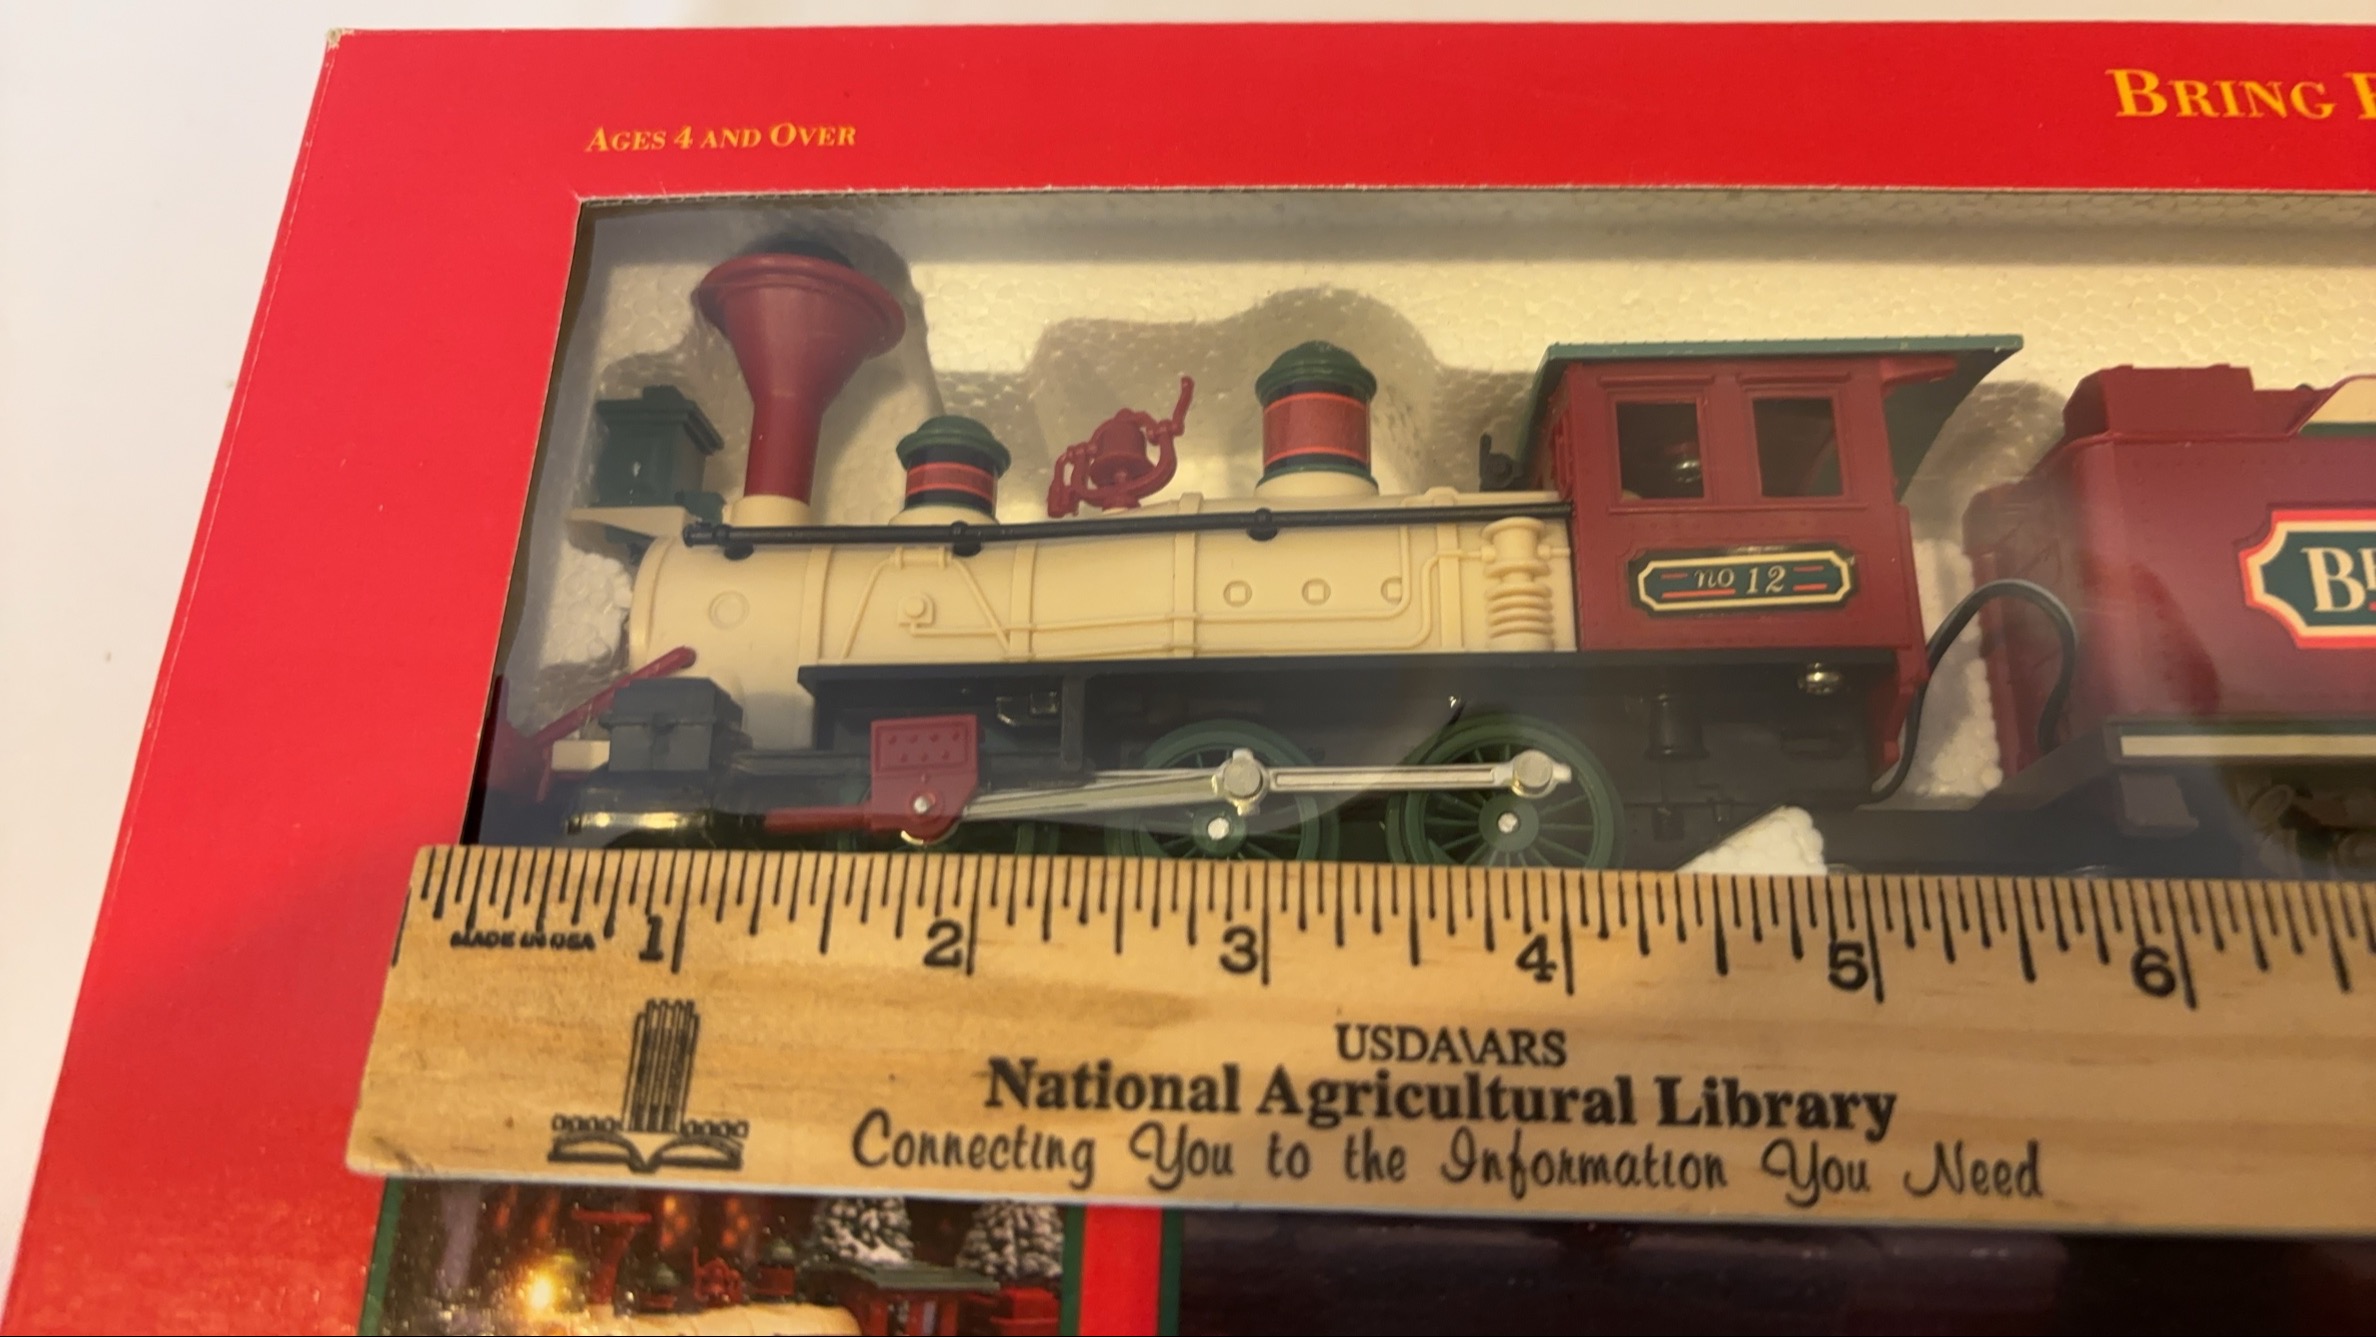 BRING
AGES 4 AND OVER
no 12
B
MADE IN USA
1 2 3 4 5 6
USDA\ARS
National Agricultural Library
Connecting You to the Information You Need